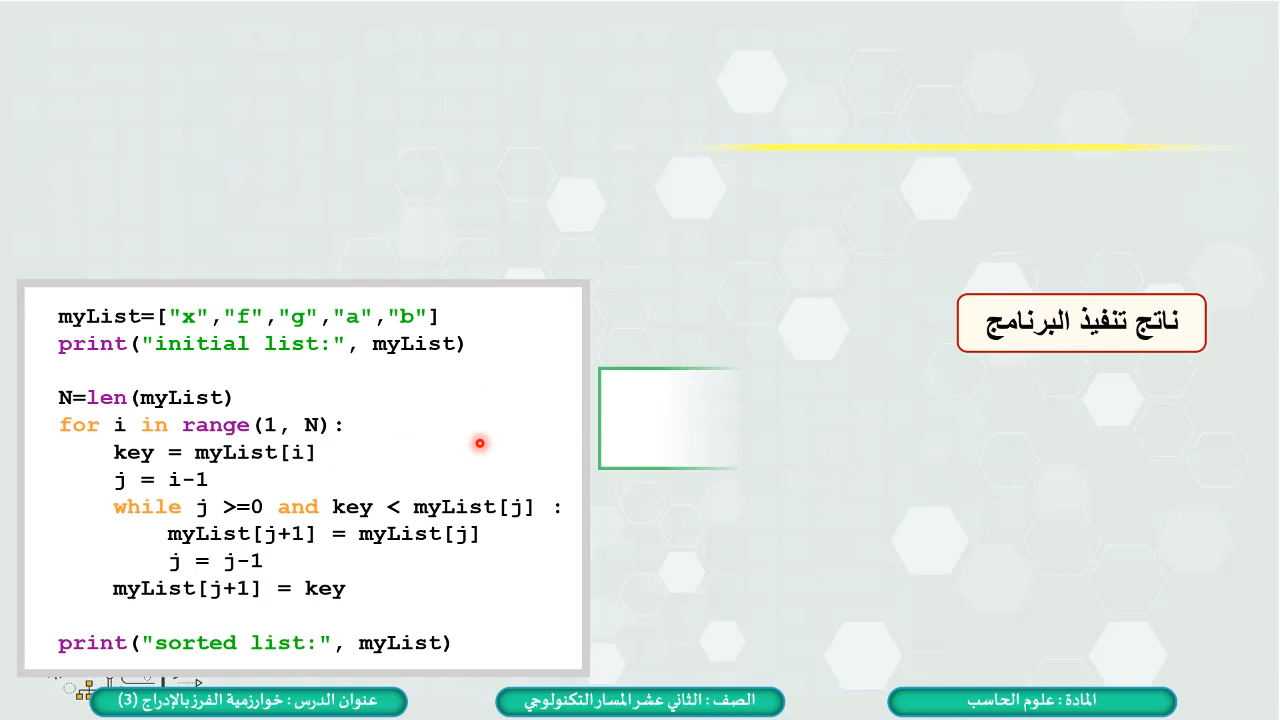 ناتج تنفيذ البرنامج
myList=["x","f","g","a","b"]
print("initial list:", myList)
N=len(myList)
for i in range(1, N):
    key = myList[i]
    j = i-1
    while j >=0 and key < myList[j] :
        myList[j+1] = myList[j]
        j = j-1
    myList[j+1] = key
print("sorted list:", myList)
المادة : علوم الحاسب
الصف : الثاني عشر المسار التكنولوجي
عنوان الدرس : خوارزمية الفرز بالإدراج (3)